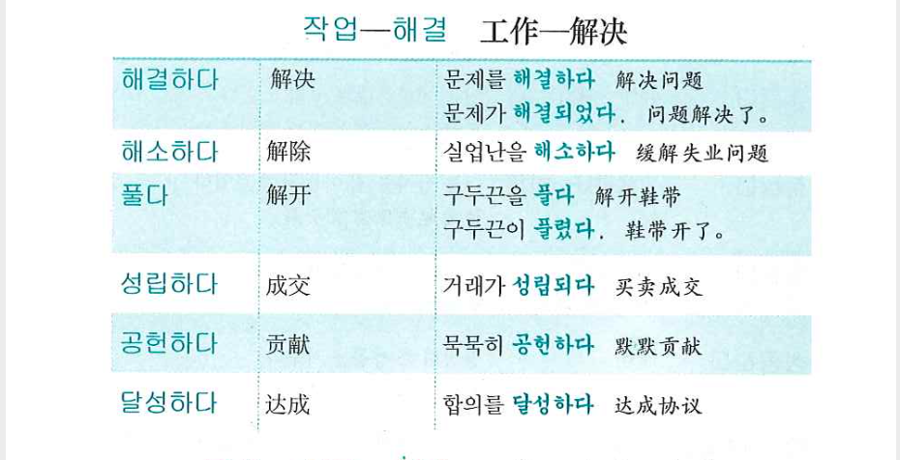 작업—해결 工作—解决
해결하다 解决 문제를 해결하다 解决问题
문제가 해결되었다. 问题解决了。
해소하다 解除 실업난을 해소하다 缓解失业问题
풀다 解开 구두끈을 풀다 解开鞋带
구두끈이 플렸다. 鞋带开了。
성립하다 成交 거래가 성립되다 买卖成交
공헌하다 贡献 묵묵히 공헌하다 默默贡献
달성하다 达成 합의를 달성하다 达成协议